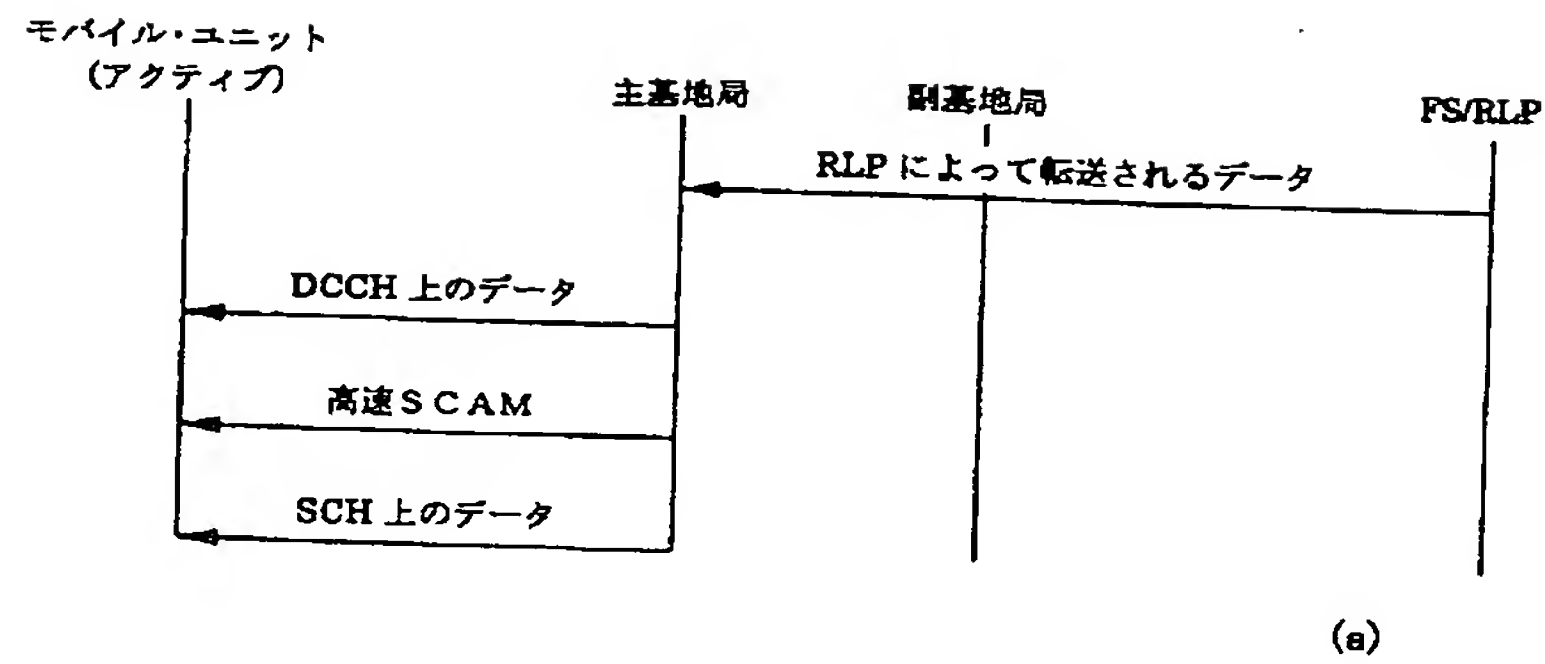 モバイル・ユニット
(アクティブ)
主基地局
副基地局
FS/RLP
RLP によって転送されるデータ
DCCH 上のデータ
高速ＳＣＡＭ
SCH 上のデータ
(a)